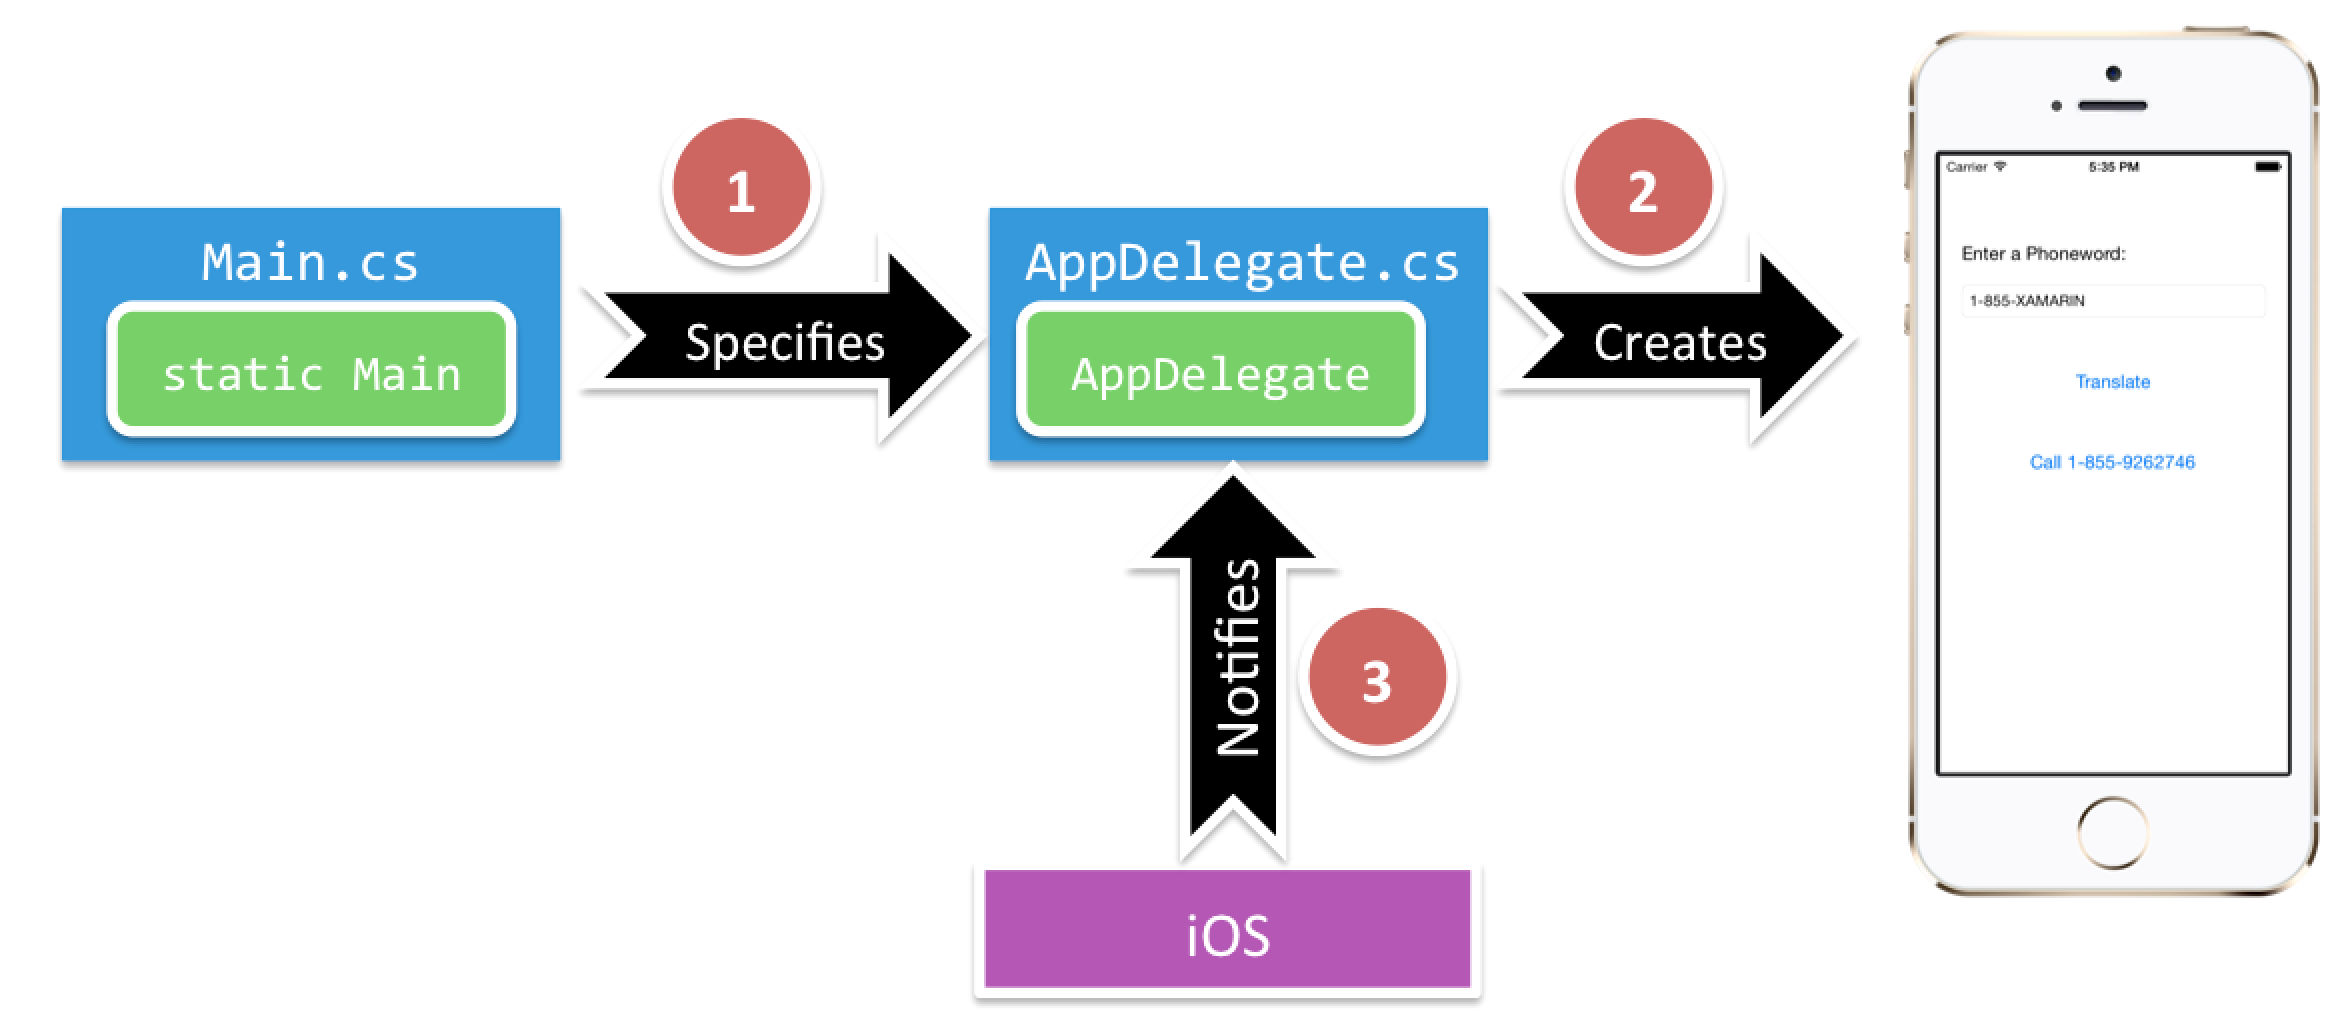 1
2
Main.cs
static Main
Specifies
AppDelegate.cs
AppDelegate
Creates
Notifies
3
iOS
Carrier
5:35 PM
Enter a Phoneword:
1-855-XAMARIN
Translate
Call 1-855-9262746